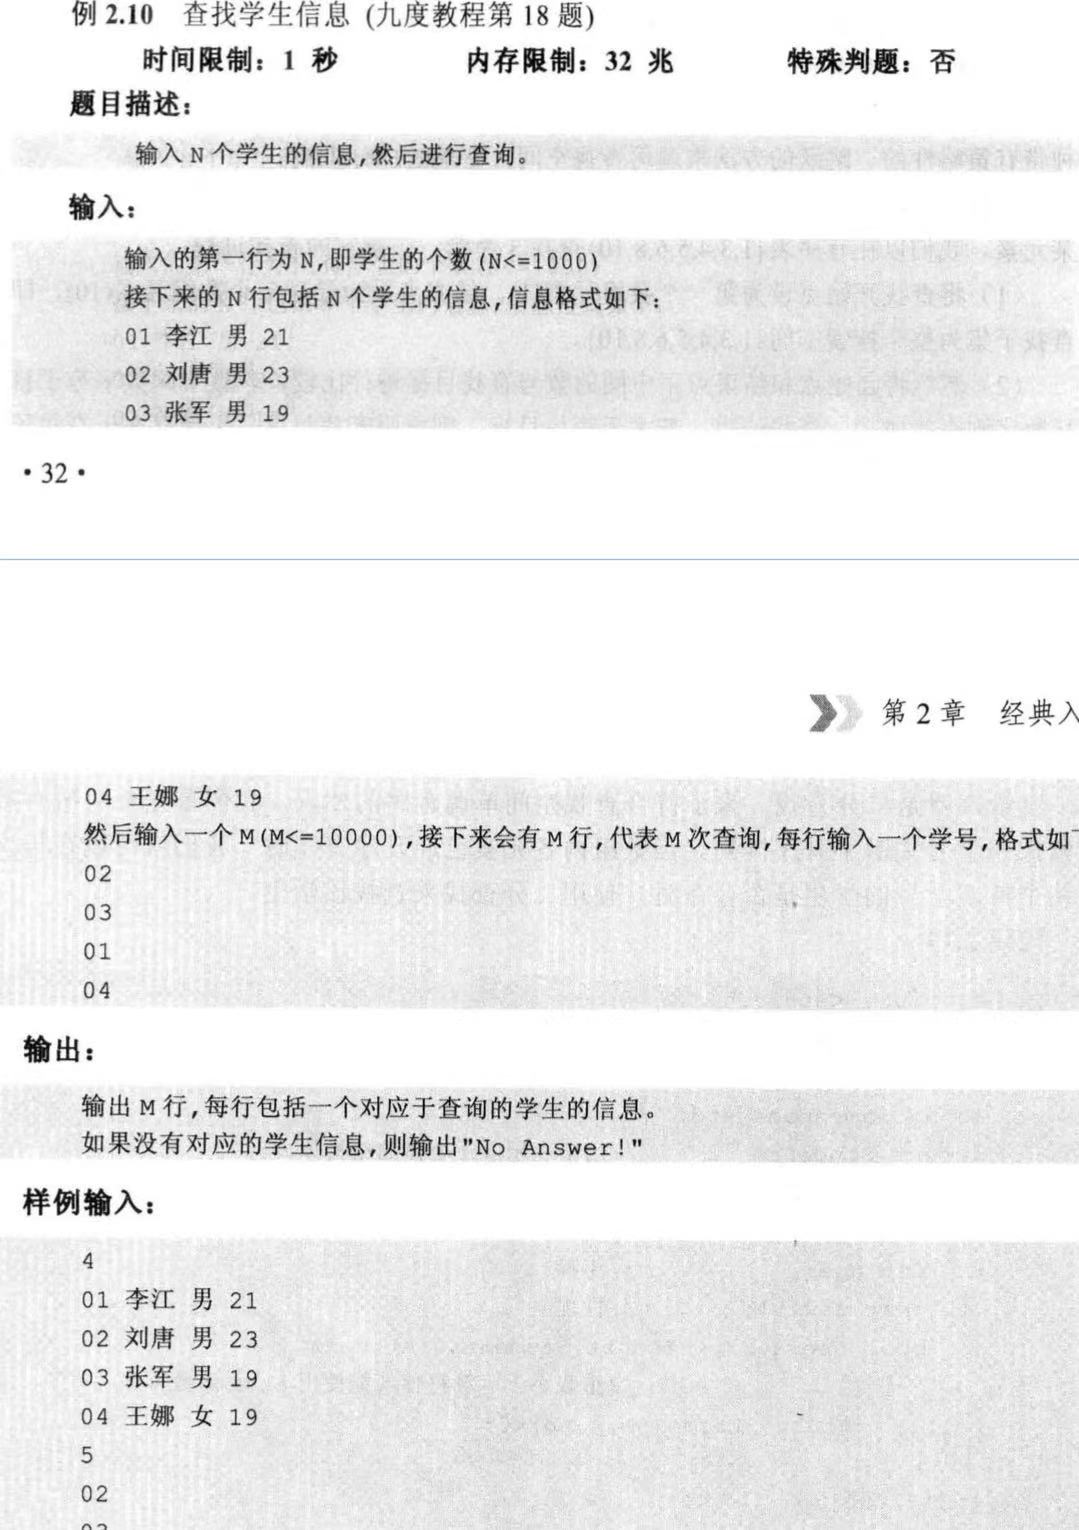 例 2.10 查找学生信息 (九度教程第 18 题)
时间限制：1 秒 内存限制：32 兆 特殊判题：否
题目描述：
输入 N 个学生的信息,然后进行查询。
输入：
输入的第一行为 N,即学生的个数(N<=1000)
接下来的 N 行包括 N 个学生的信息,信息格式如下：
01 李江 男 21
02 刘唐 男 23
03 张军 男 19
• 32 •
第 2 章 经典入
04 王娜 女 19
然后输入一个 M(M<=10000),接下来会有 M 行,代表 M 次查询,每行输入一个学号,格式如
02
03
01
04
输出：
输出 M 行,每行包括一个对应于查询的学生的信息。
如果没有对应的学生信息,则输出"No Answer!"
样例输入：
4
01 李江 男 21
02 刘唐 男 23
03 张军 男 19
04 王娜 女 19
5
02